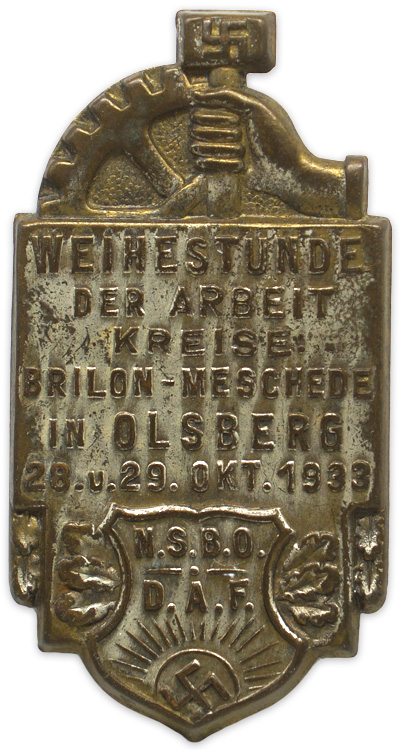 WEIHESTUNDE
DER ARBEIT
KREISE
BRILON-MESCHEDE
IN OLSBERG
28.u.29. OKT. 1933
N.S.B.O.
D.A.F.